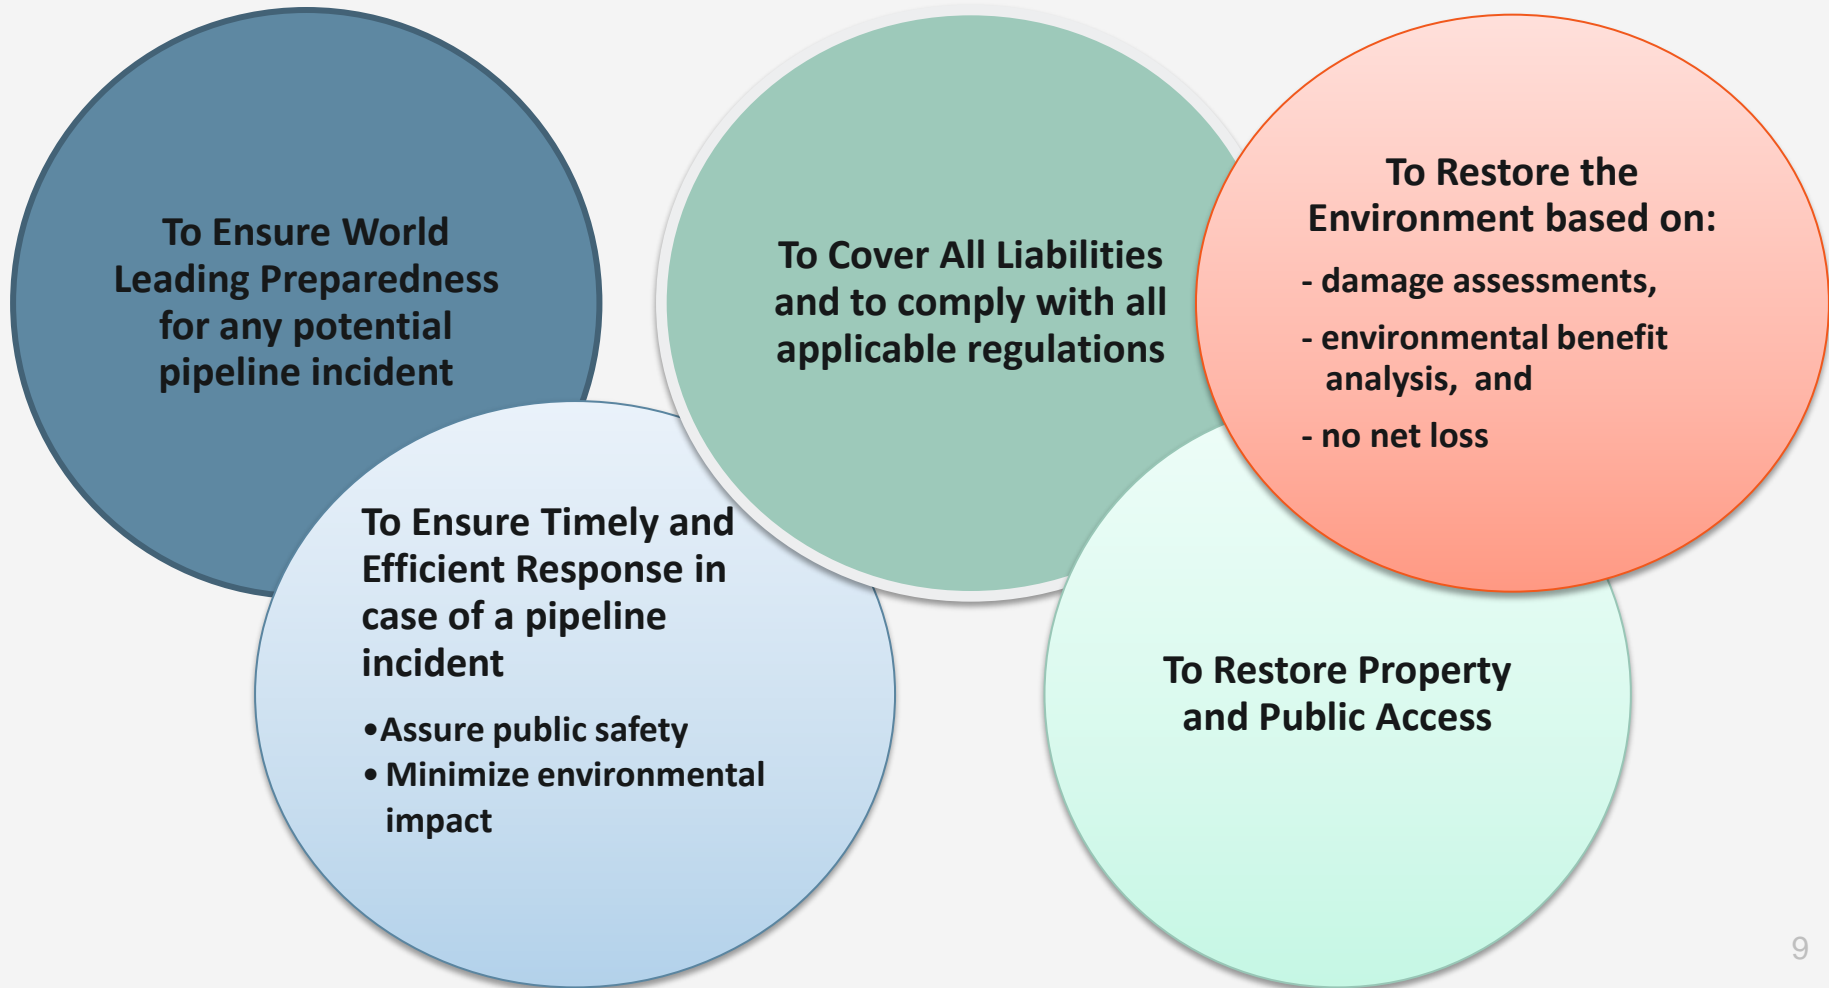 To Ensure World
Leading Preparedness
for any potential
pipeline incident
To Ensure Timely and
Efficient Response in
case of a pipeline
incident
•Assure public safety
• Minimize environmental
impact
To Cover All Liabilities
and to comply with all
applicable regulations
To Restore Property
and Public Access
To Restore the
Environment based on:
- damage assessments,
- environmental benefit
analysis, and
- no net loss
9